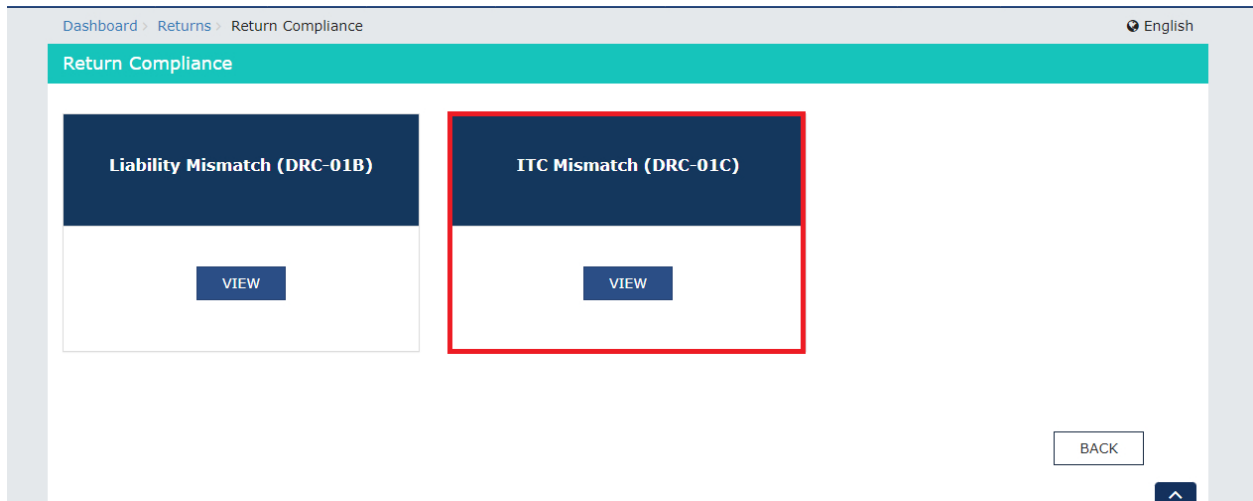 Dashboard > Returns > Return Compliance
English
Return Compliance
Liability Mismatch (DRC-01B)
ITC Mismatch (DRC-01C)
VIEW
VIEW
BACK